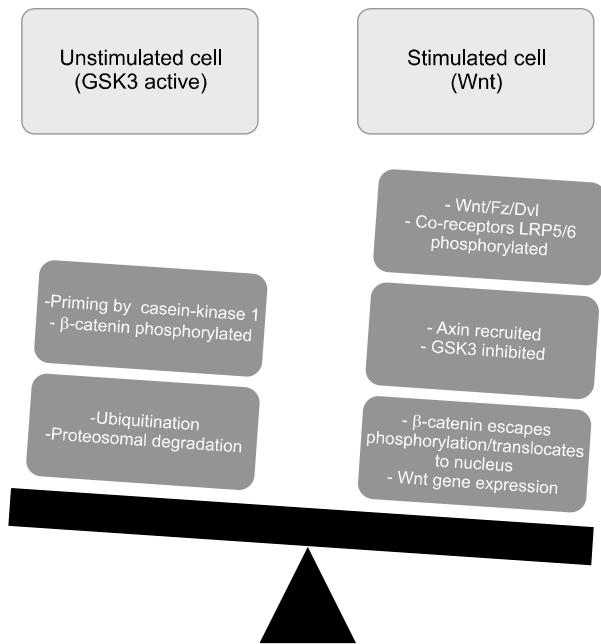 Unstimulated cell
(GSK3 active)
Stimulated cell
(Wnt)
- Wnt/Fz/Dvl
- Co-receptors LRP5/6
phosphorylated
-Priming by casein-kinase 1
- β-catenin phosphorylated
- Axin recruited
- GSK3 inhibited
-Ubiquitination
-Proteosomal degradation
- β-catenin escapes
phosphorylation/translocates
to nucleus
- Wnt gene expression